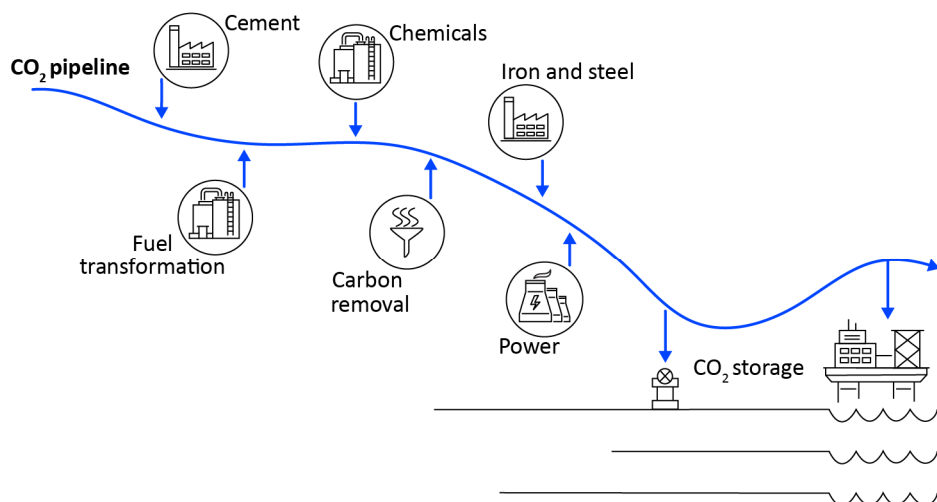 Cement
Chemicals
CO₂ pipeline
Iron and steel
Fuel
transformation
Carbon
removal
Power
CO₂ storage